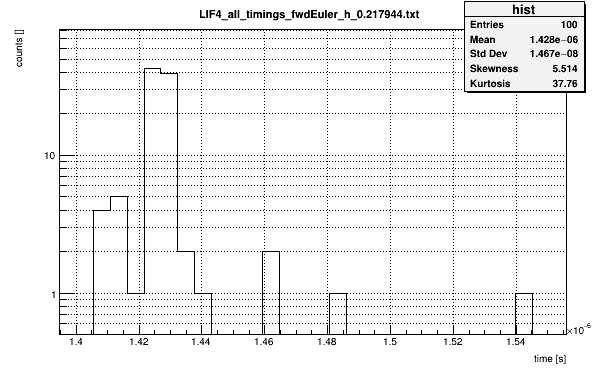 LIF4_all_timings_fwdEuler_h_0.217944.txt
hist
Entries 100
Mean 1.428e−06
Std Dev 1.467e−08
Skewness 5.514
Kurtosis 37.76
counts []
10
1
1.4 1.42 1.44 1.46 1.48 1.5 1.52 1.54
×10⁻⁶
time [s]